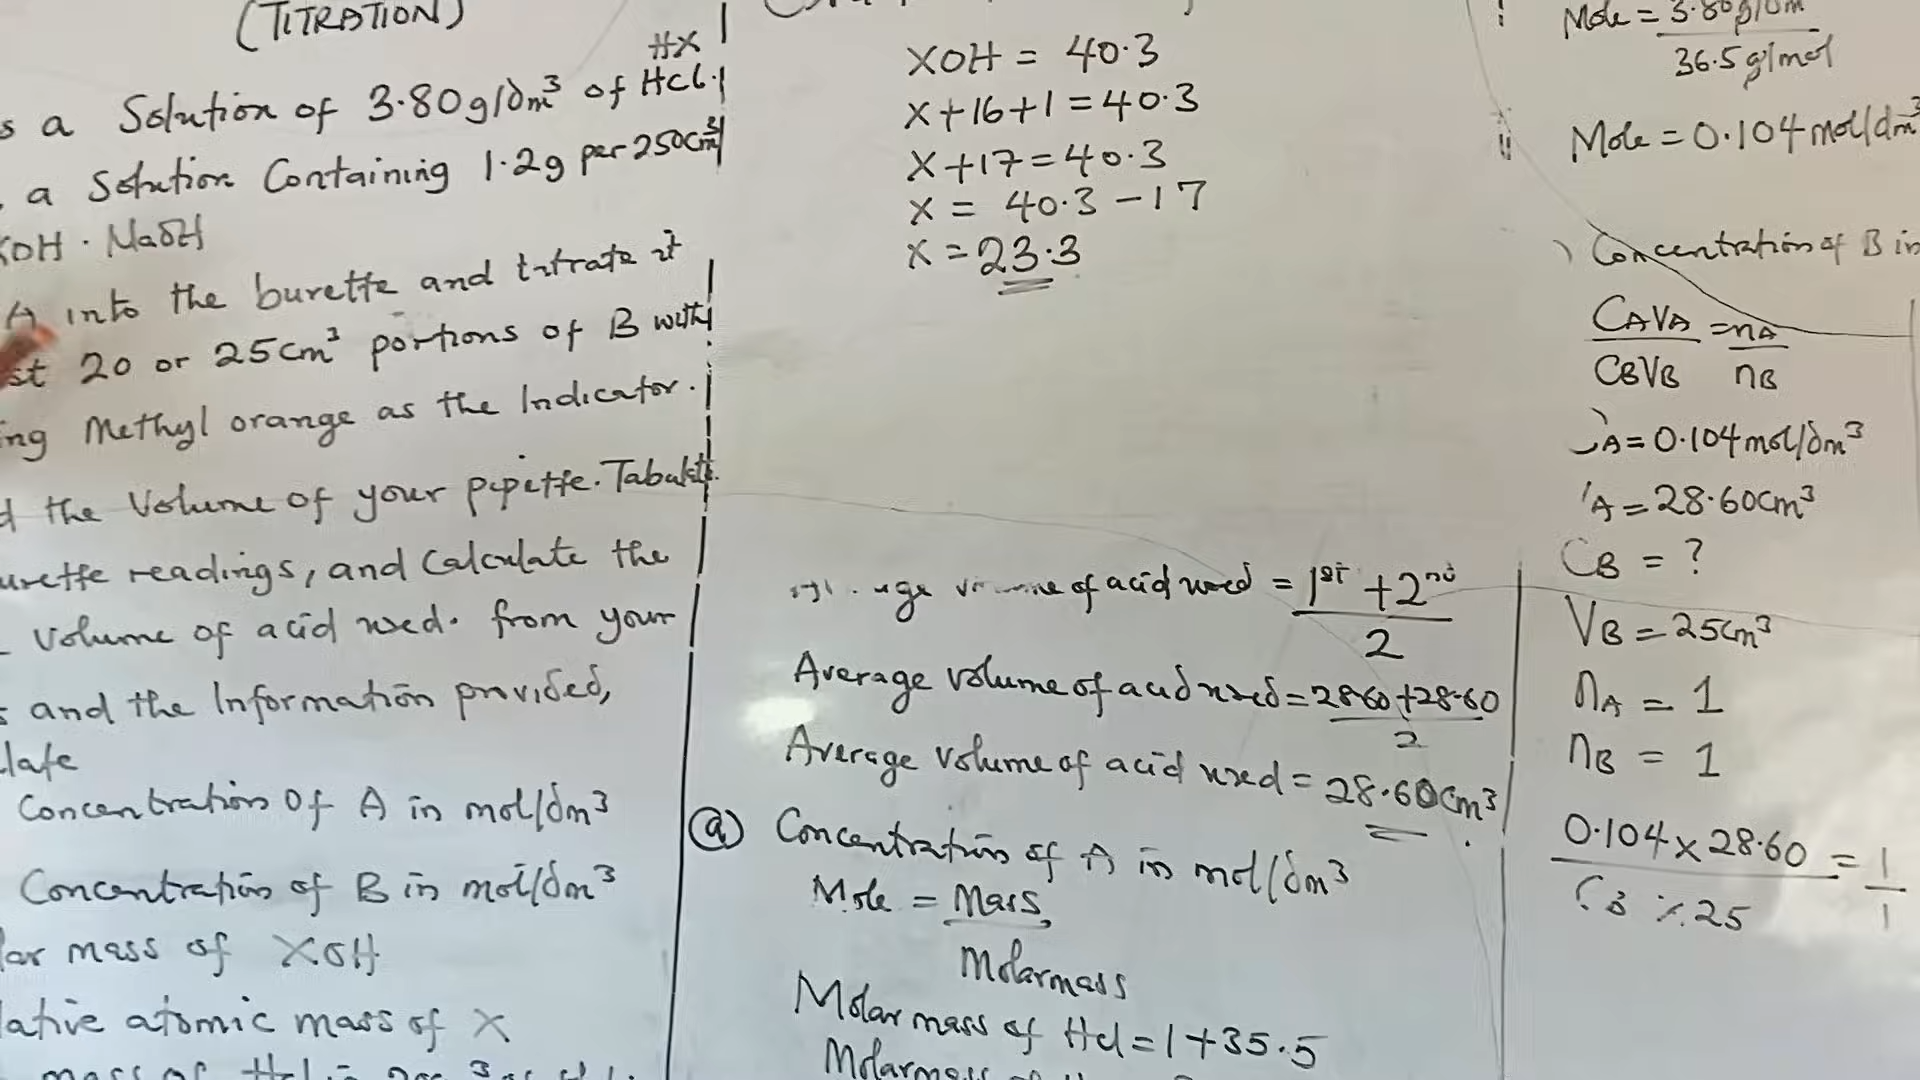 (TITRATION)
HX
s a Solution of 3.80g/dm³ of HCl.
a Solution Containing 1.2g per 250cm³
XOH. NaOH
A into the burette and titrate it
st 20 or 25cm³ portions of B with
ing Methyl orange as the Indicator.
d the Volume of your pipette. Tabulate
urette readings, and Calculate the
Volume of acid used. from your
s and the Information provided,
late
Concentration Of A in mol/dm³
Concentration of B in mol/dm³
lar mass of XOH
lative atomic mass of X
XOH = 40.3
X+16+1=40.3
X+17=40.3
X = 40.3-17
X = 23.3
of acid used = 1st + 2nd
2
Average volume of acid used = 28.60+28.60
2
Average volume of acid used = 28.60cm³
(a) Concentration of A in mol/dm³
Mole = Mass
Molarmass
Molar mass of Hcl = 1+35.5
Mole = 3.80g/dm
36.5g/mol
Mole = 0.104mol/dm³
Concentration of B in
CAVA = nA
CBVB nB
A = 0.104mol/dm³
A = 28.60cm³
CB = ?
VB = 25cm³
nA = 1
nB = 1
0.104 x 28.60 = 1
CB x 25 1